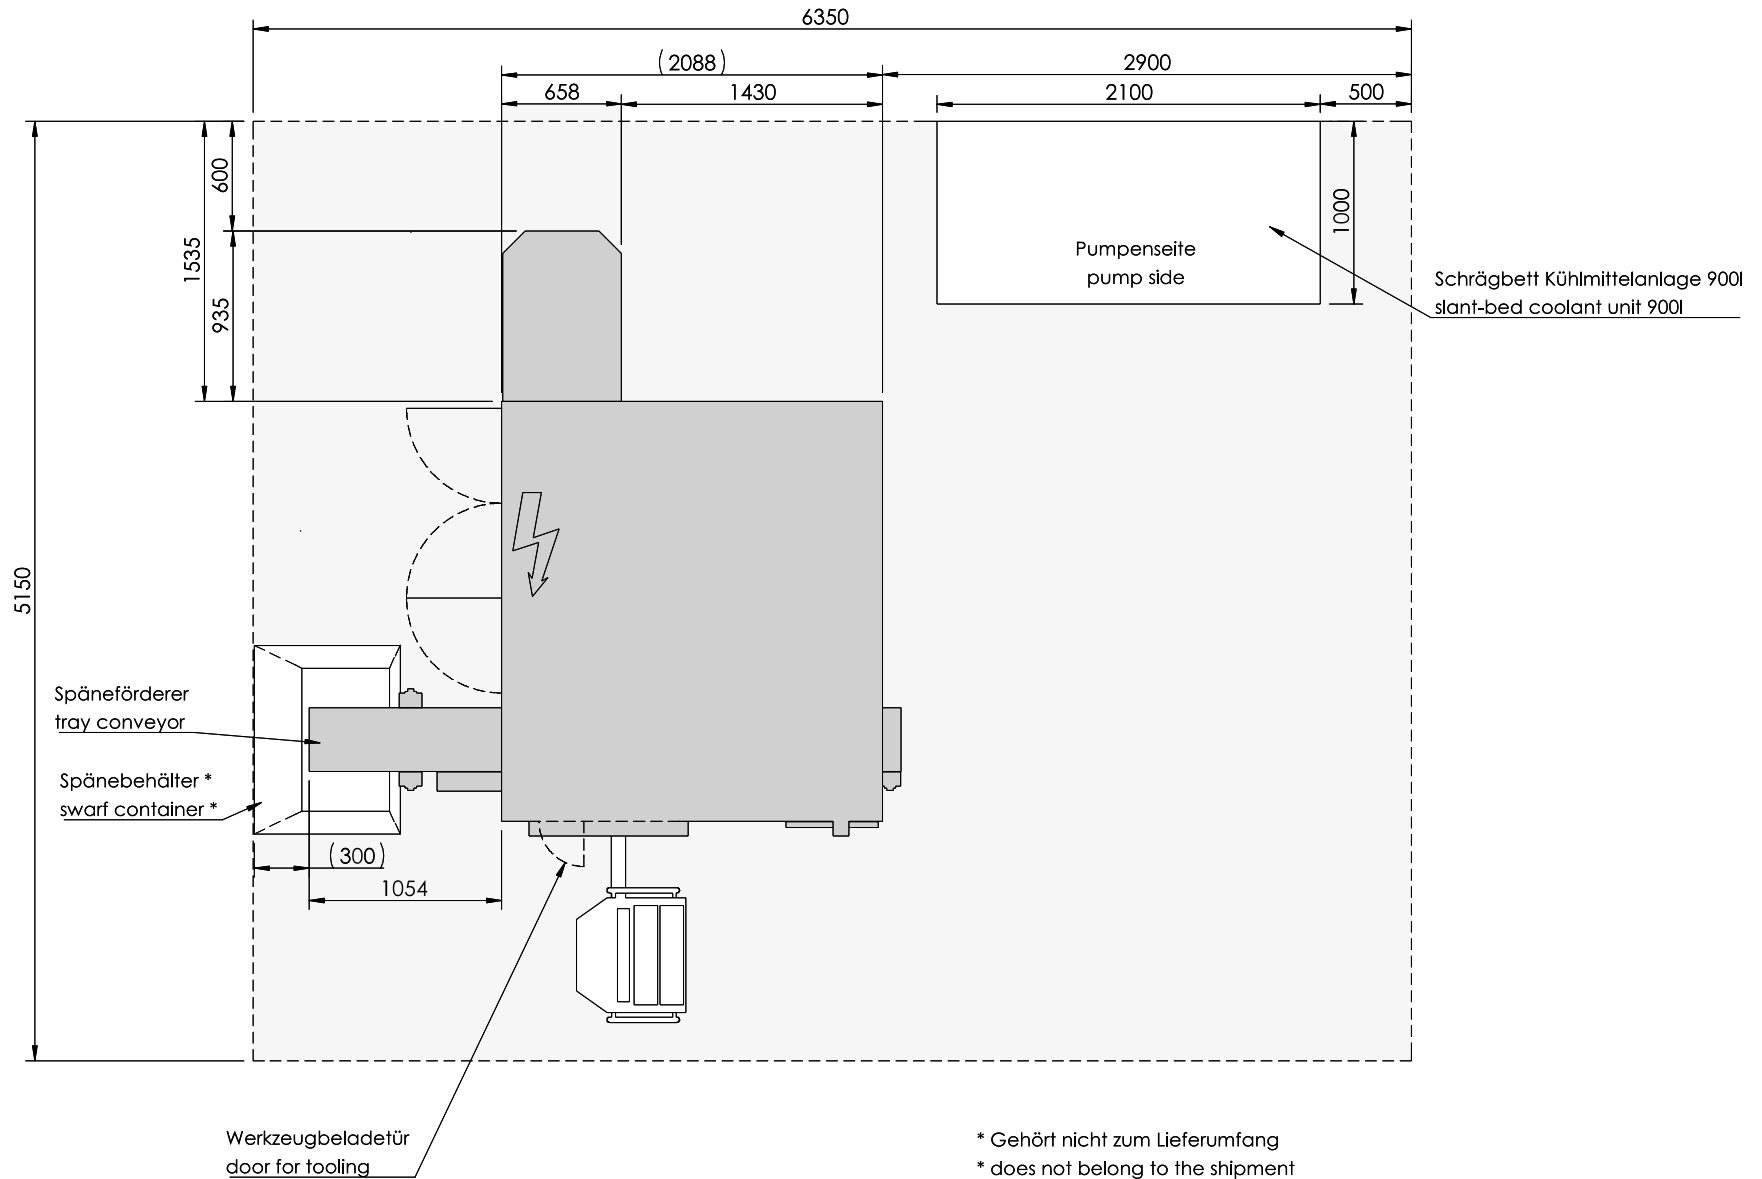 6350
(2088)
2900
658
1430
2100
500
600
1535
935
1000
Pumpenseite
pump side
Schrägbett Kühlmittelanlage 900l
slant-bed coolant unit 900l
5150
Späneförderer
tray conveyor
Spänebehälter *
swarf container *
(300)
1054
Werkzeugbeladetür
door for tooling
* Gehört nicht zum Lieferumfang
* does not belong to the shipment